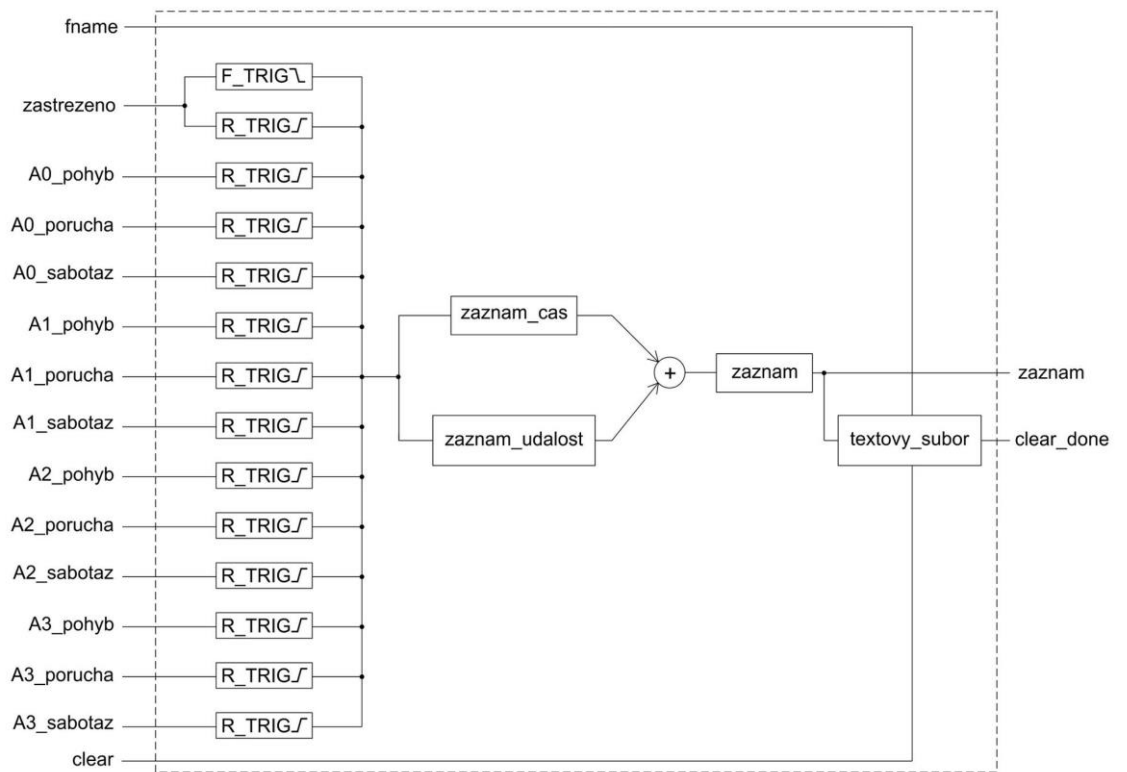 fname
F_TRIG
zastrezeno
R_TRIG
A0_pohyb R_TRIG
A0_porucha R_TRIG
A0_sabotaz R_TRIG
zaznam_cas
A1_pohyb R_TRIG
A1_porucha R_TRIG + zaznam zaznam
A1_sabotaz R_TRIG
zaznam_udalost textovy_subor clear_done
A2_pohyb R_TRIG
A2_porucha R_TRIG
A2_sabotaz R_TRIG
A3_pohyb R_TRIG
A3_porucha R_TRIG
A3_sabotaz R_TRIG
clear